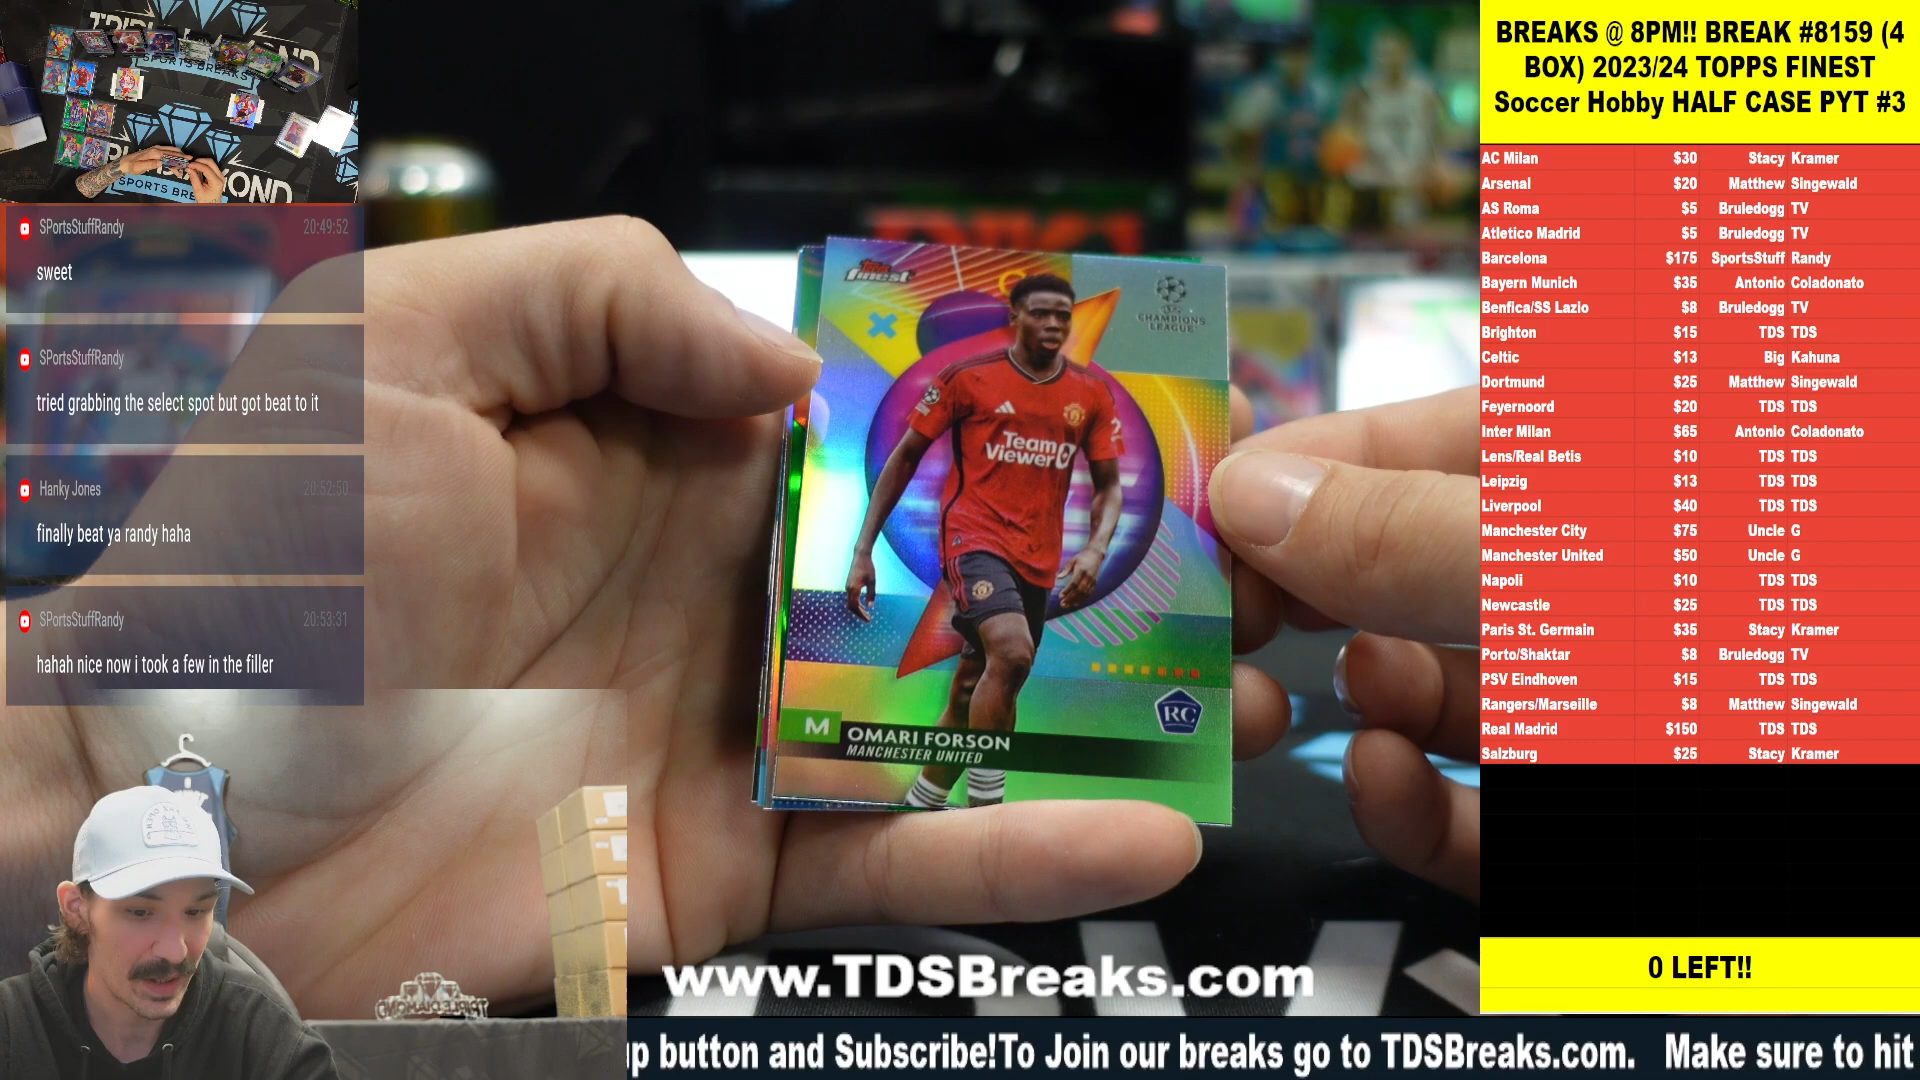 BREAKS @ 8PM!! BREAK #8159 (4
BOX) 2023/24 TOPPS FINEST
Soccer Hobby HALF CASE PYT #3
AC Milan $30 Stacy Kramer
Arsenal $20 Matthew Singewald
AS Roma $5 Bruledogg TV
Atletico Madrid $5 Bruledogg TV
Barcelona $175 SportsStuff Randy
Bayern Munich $35 Antonio Coladonato
Benfica/SS Lazio $8 Bruledogg TV
Brighton $15 TDS TDS
Celtic $13 Big Kahuna
Dortmund $25 Matthew Singewald
Feyernoord $20 TDS TDS
Inter Milan $65 Antonio Coladonato
Lens/Real Betis $10 TDS TDS
Leipzig $13 TDS TDS
Liverpool $40 TDS TDS
Manchester City $75 Uncle G
Manchester United $50 Uncle G
Napoli $10 TDS TDS
Newcastle $25 TDS TDS
Paris St. Germain $35 Stacy Kramer
Porto/Shaktar $8 Bruledogg TV
PSV Eindhoven $15 TDS TDS
Rangers/Marseille $8 Matthew Singewald
Real Madrid $150 TDS TDS
Salzburg $25 Stacy Kramer
0 LEFT!!
SPORTS BREAKS
SPortsStuffRandy 20:49:52
sweet
SPortsStuffRandy
tried grabbing the select spot but got beat to it
Hanky Jones 20:52:50
finally beat ya randy haha
SPortsStuffRandy 20:53:31
hahah nice now i took a few in the filler
Topps
finest
CHAMPIONS
LEAGUE
Team
Viewer
RC
M OMARI FORSON
MANCHESTER UNITED
www.TDSBreaks.com
p button and Subscribe!To Join our breaks go to TDSBreaks.com. Make sure to hit